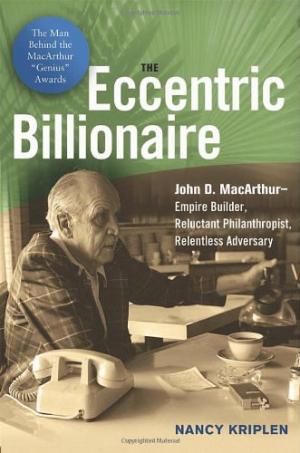 The Man
Behind the
MacArthur
"Genius"
Awards
THE
Eccentric
Billionaire
John D. MacArthur–
Empire Builder,
Reluctant Philanthropist,
Relentless Adversary
NANCY KRIPLEN